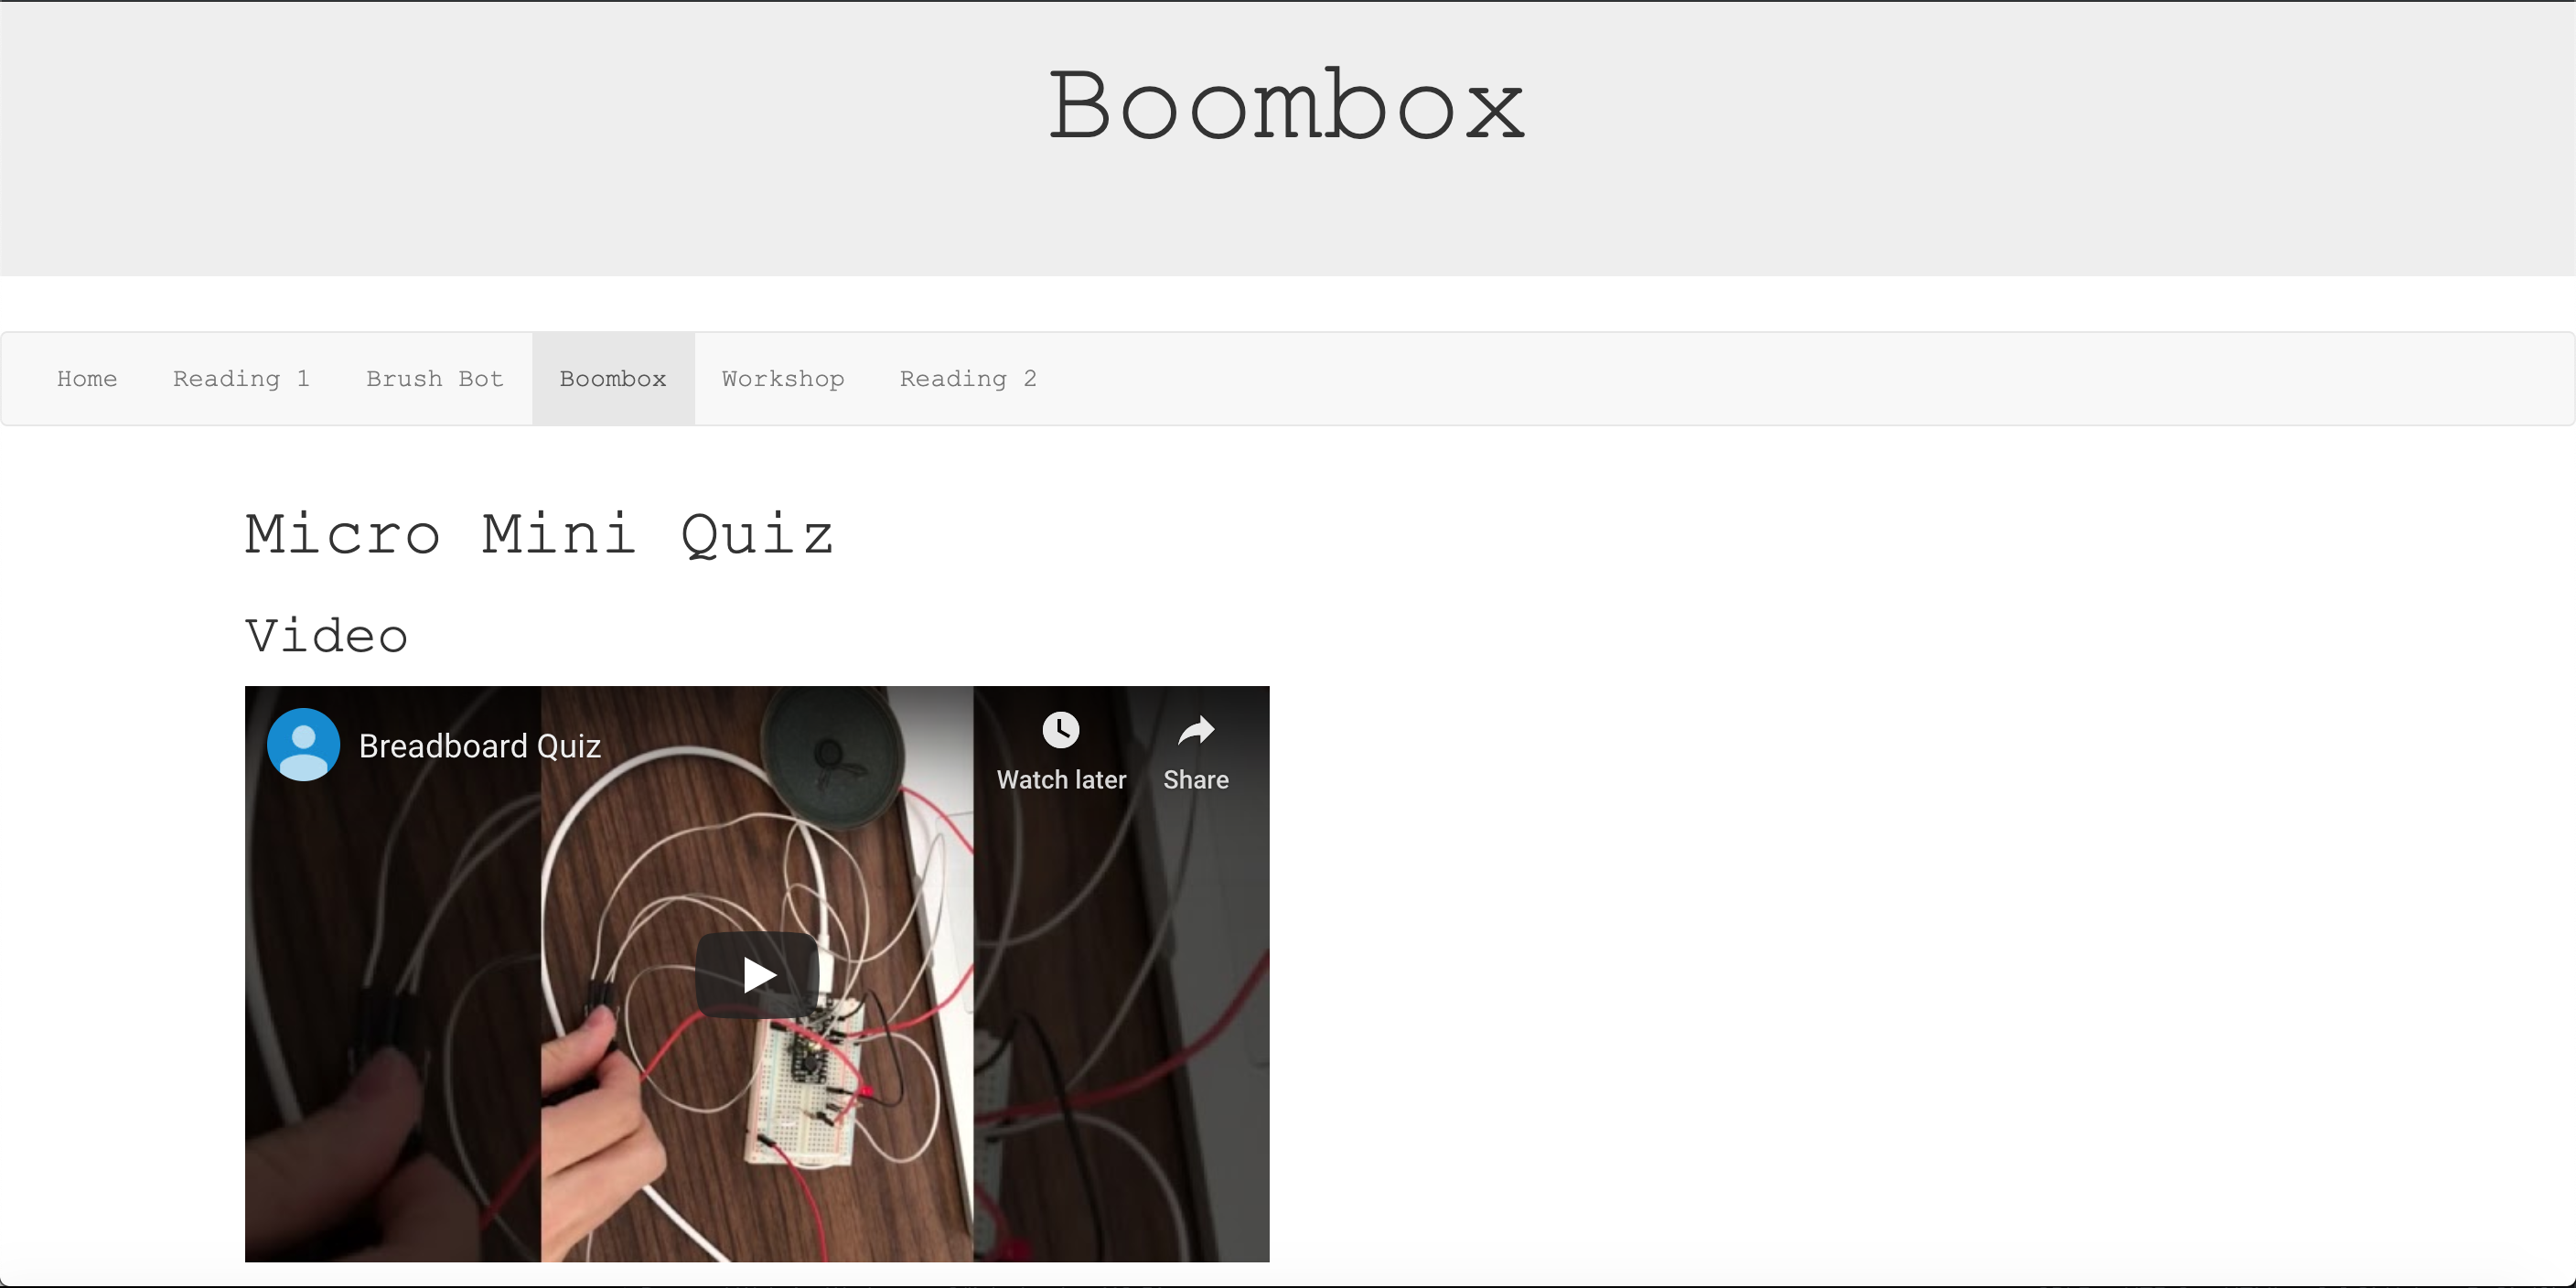 Boombox
Home Reading 1 Brush Bot Boombox Workshop Reading 2
Micro Mini Quiz
Video
Breadboard Quiz
Watch later Share